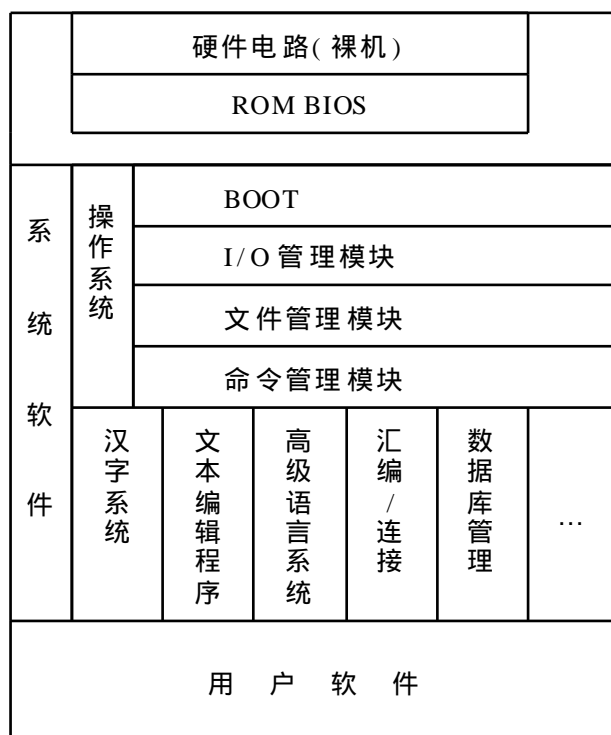 硬件电路(裸机)
ROM BIOS
系统软件
操作系统
BOOT
I/O管理模块
文件管理模块
命令管理模块
汉字系统
文本编辑程序
高级语言系统
汇编/连接
数据库管理
…
用户软件